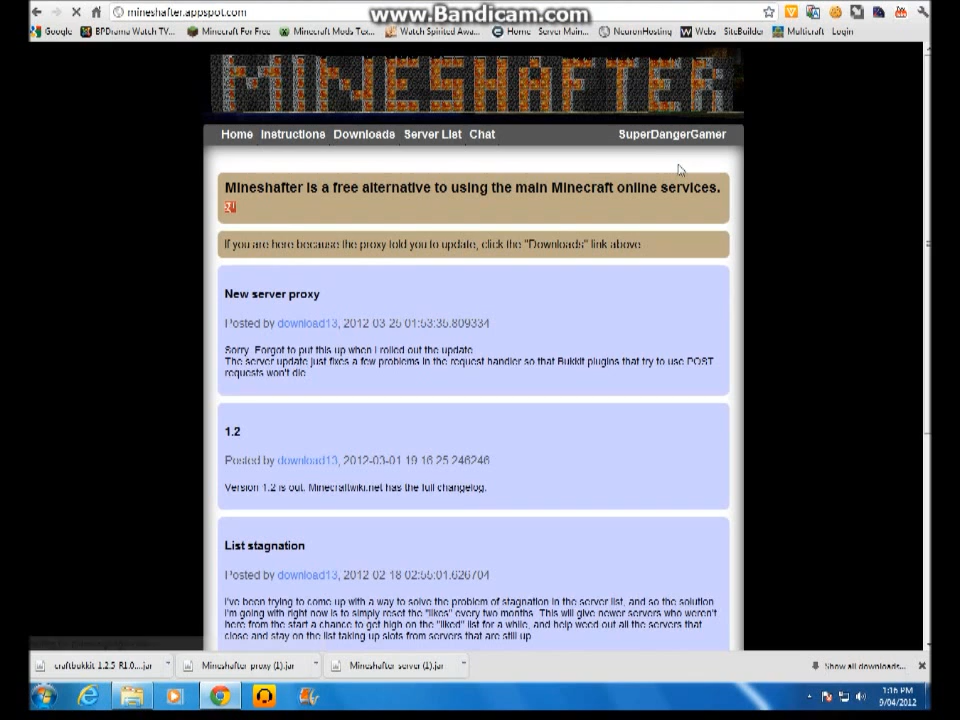 www.Bandicam.com
mineshafter.appspot.com
Google BPDrama Watch TV... Minecraft For Free Minecraft Mods Tex... Watch Spirited Awa... Home Server Main... NeuronHosting Webs SiteBuilder Multicraft Login
MINESHAFTER
Home Instructions Downloads Server List Chat SuperDangerGamer
Mineshafter is a free alternative to using the main Minecraft online services.
If you are here because the proxy told you to update, click the "Downloads" link above
New server proxy
Posted by download13, 2012-03-25 01:53:35.809334
Sorry. Forgot to put this up when I rolled out the update
The server update just fixes a few problems in the request handler so that Bukkit plugins that try to use POST
requests won't die
1.2
Posted by download13, 2012-03-01 19:16:25.246246
Version 1.2 is out. Minecraftwiki.net has the full changelog.
List stagnation
Posted by download13, 2012-02-18 02:55:01.626704
I've been trying to come up with a way to solve the problem of stagnation in the server list, and so the solution
I'm going with right now is to simply reset the "likes" every two months. This will give newer servers who weren't
here from the start a chance to get high on the "liked" list for a while, and help weed out all the servers that
close and stay on the list taking up slots from servers that are still up
craftbukkit-1.2.5-R1.0....jar Mineshafter-proxy (1).jar Mineshafter-server (1).jar Show all downloads...
1:16 PM
9/04/2012